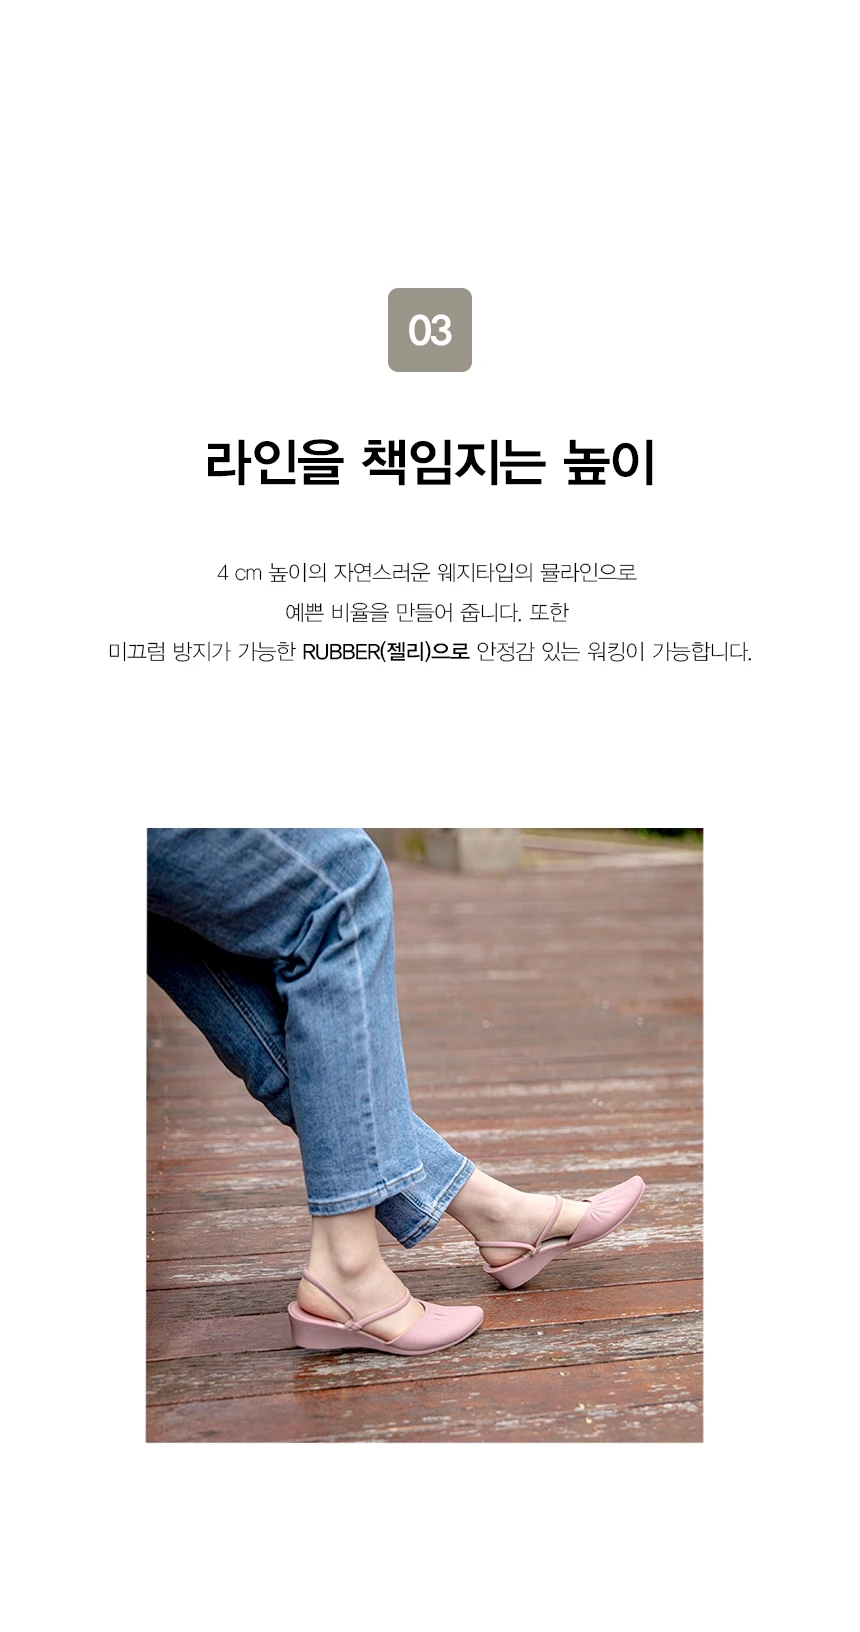 03
라인을 책임지는 높이
4 cm 높이의 자연스러운 웨지타입의 뮬라인으로
예쁜 비율을 만들어 줍니다. 또한
미끄럼 방지가 가능한 RUBBER(젤리)으로 안정감 있는 워킹이 가능합니다.